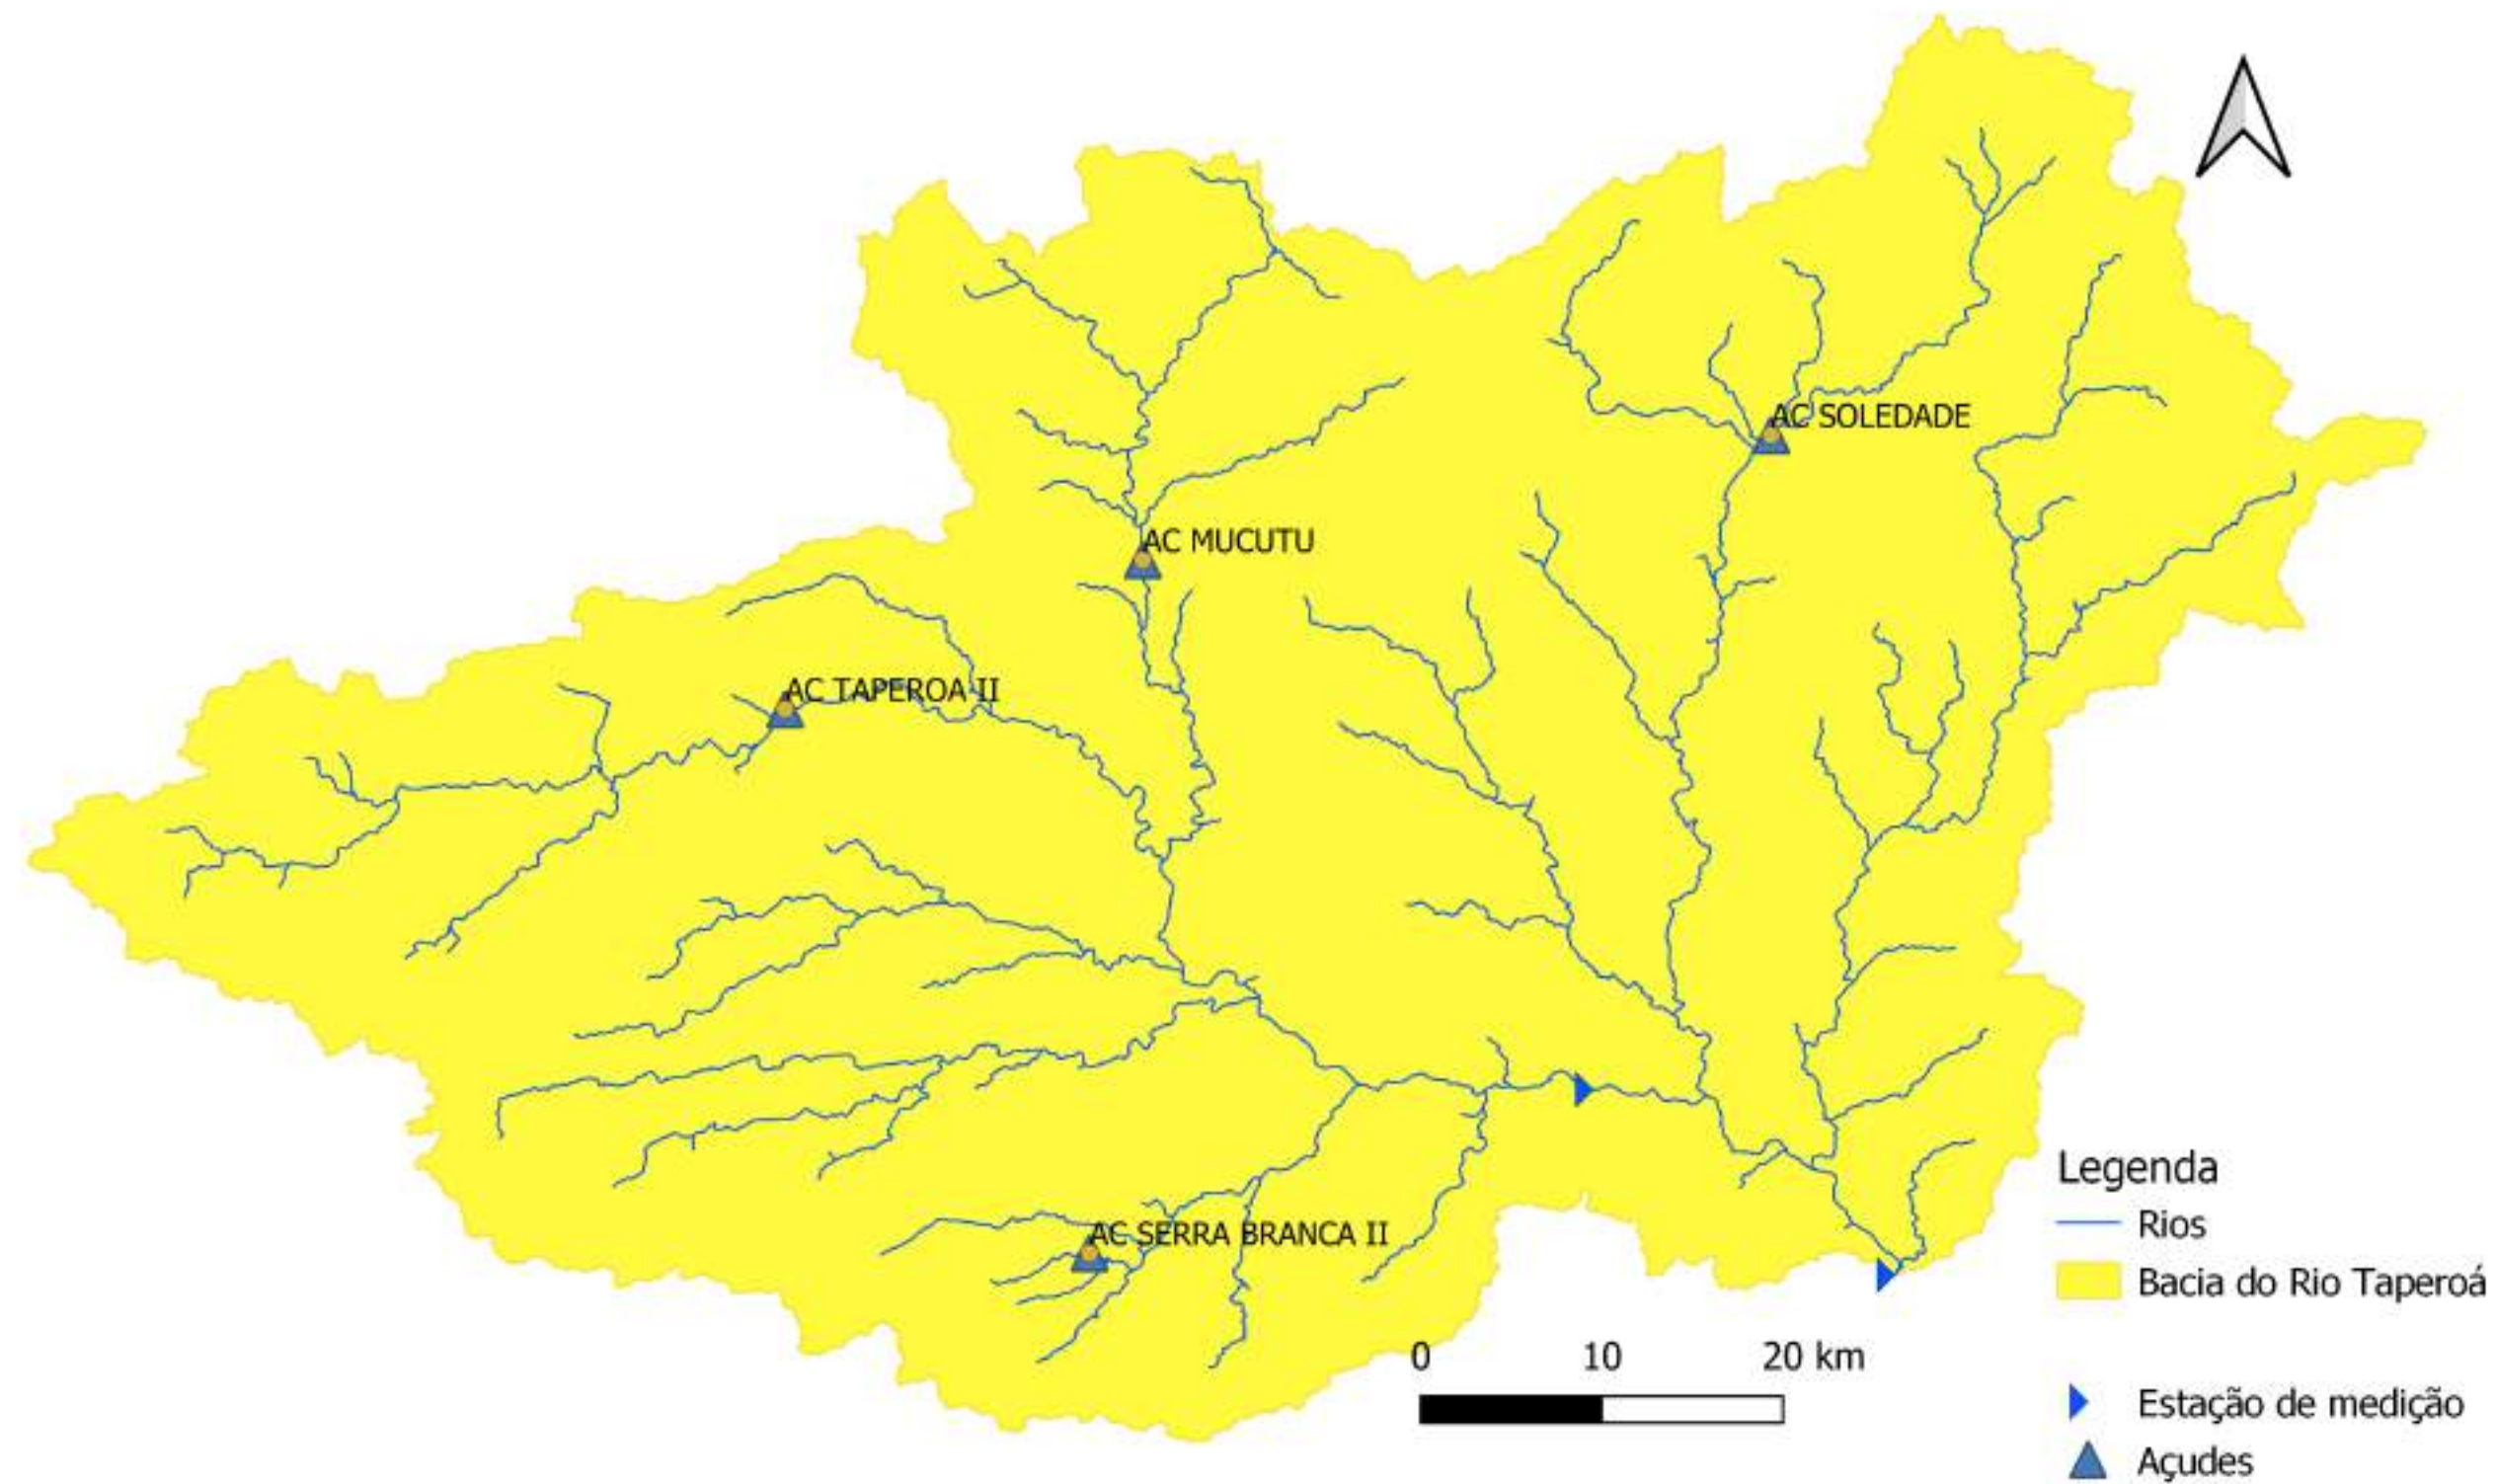 AC SOLEDADE
AC MUCUTU
AC TAPEROA II
AC SERRA BRANCA II
Legenda
Rios
Bacia do Rio Taperoá
0 10 20 km
Estação de medição
Açudes